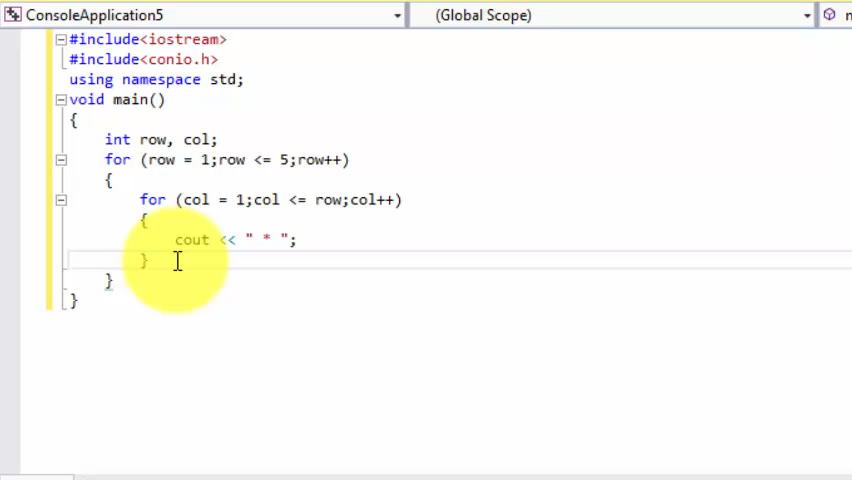 ConsoleApplication5 (Global Scope)
#include<iostream>
#include<conio.h>
using namespace std;
void main()
{
    int row, col;
    for (row = 1;row <= 5;row++)
    {
        for (col = 1;col <= row;col++)
        {
            cout << " * ";
        }
    }
}